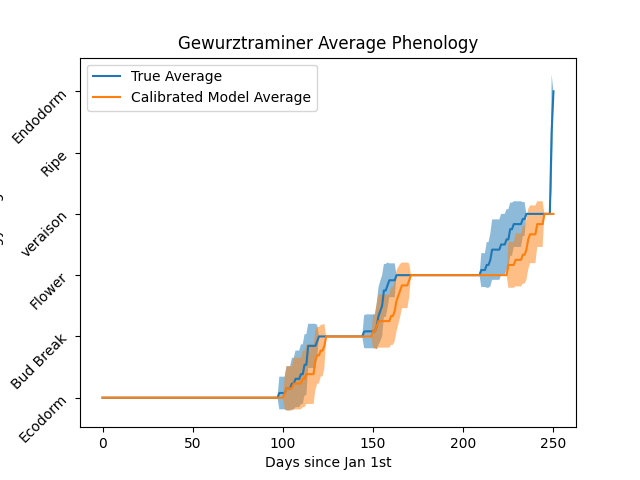 Gewurztraminer Average Phenology
True Average
Calibrated Model Average
Endodorm
Ripe
veraison
Flower
Bud Break
Ecodorm
0 50 100 150 200 250
Days since Jan 1st